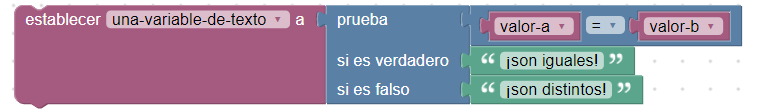 establecer una-variable-de-texto a prueba valor-a = valor-b
si es verdadero “ ¡son iguales! ”
si es falso “ ¡son distintos! ”